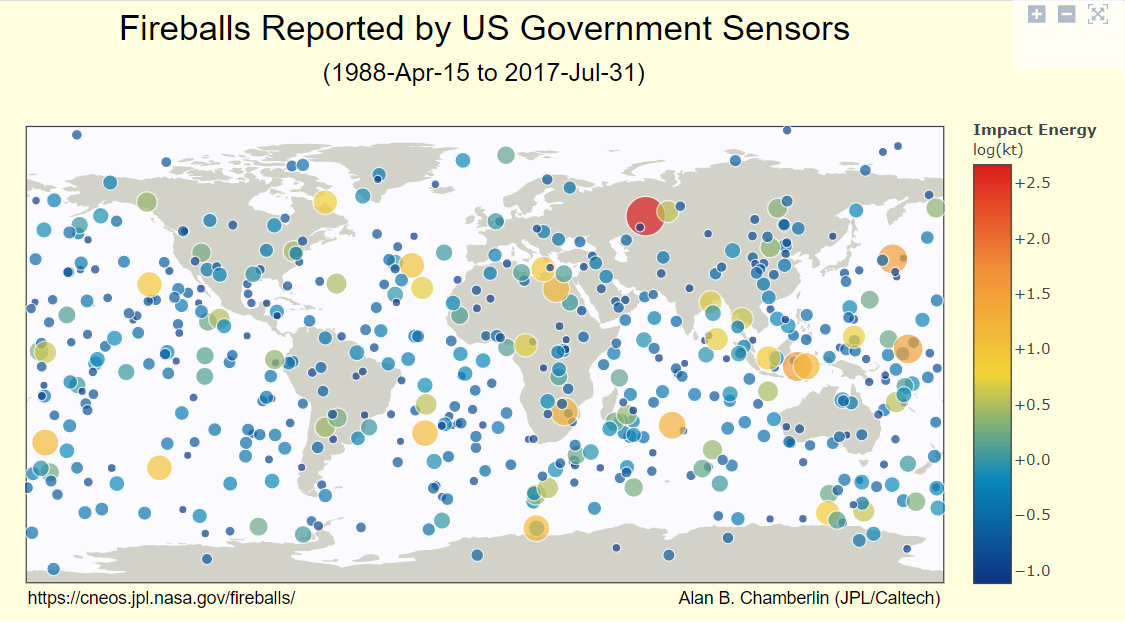 Fireballs Reported by US Government Sensors
(1988-Apr-15 to 2017-Jul-31)
Impact Energy
log(kt)
+2.5
+2.0
+1.5
+1.0
+0.5
+0.0
−0.5
−1.0
https://cneos.jpl.nasa.gov/fireballs/
Alan B. Chamberlin (JPL/Caltech)